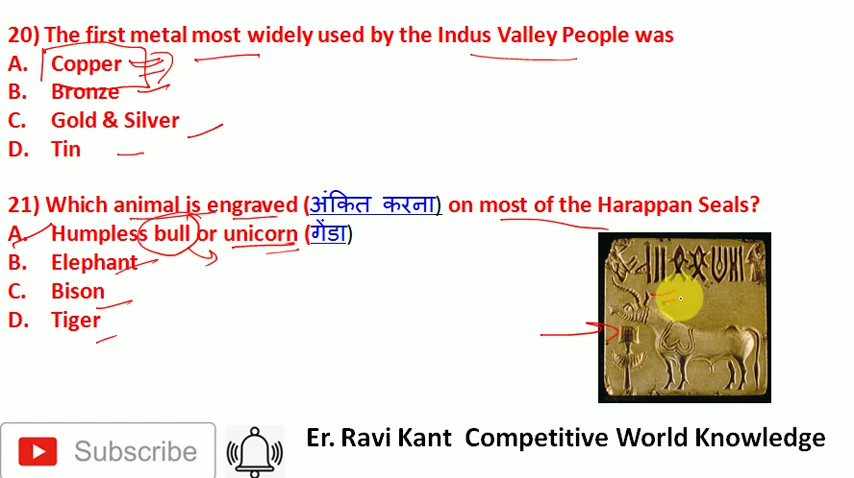 20) The first metal most widely used by the Indus Valley People was
A. Copper
B. Bronze
C. Gold & Silver
D. Tin
21) Which animal is engraved (अंकित करना) on most of the Harappan Seals?
A. Humpless bull or unicorn (गेंडा)
B. Elephant
C. Bison
D. Tiger
Subscribe
Er. Ravi Kant Competitive World Knowledge